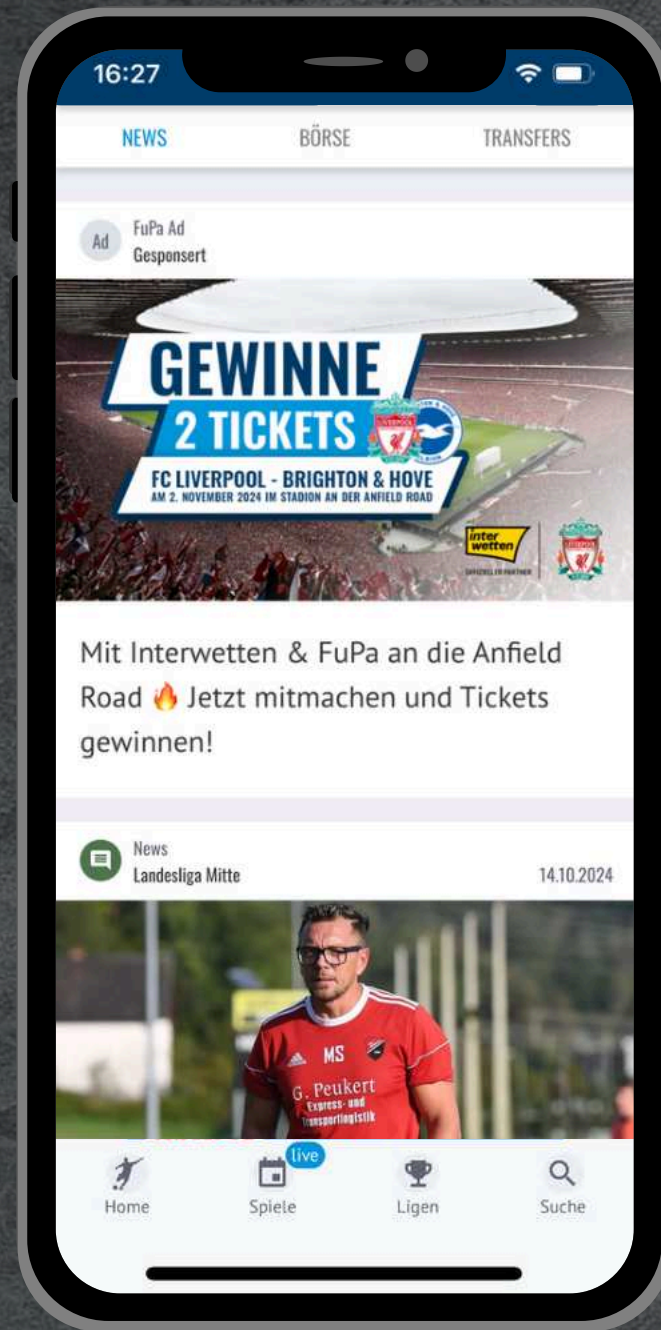 16:27
NEWS BÖRSE TRANSFERS
Ad
FuPa Ad
Gesponsert
GEWINNE
2 TICKETS
FC LIVERPOOL - BRIGHTON & HOVE
AM 2. NOVEMBER 2024 IM STADION AN DER ANFIELD ROAD
inter
wetten
OFFIZIELLER PARTNER
Mit Interwetten & FuPa an die Anfield
Road 🔥 Jetzt mitmachen und Tickets
gewinnen!
News
Landesliga Mitte
14.10.2024
MS
G. Peukert
Express- und
Transportlogistik
live
Home Spiele Ligen Suche